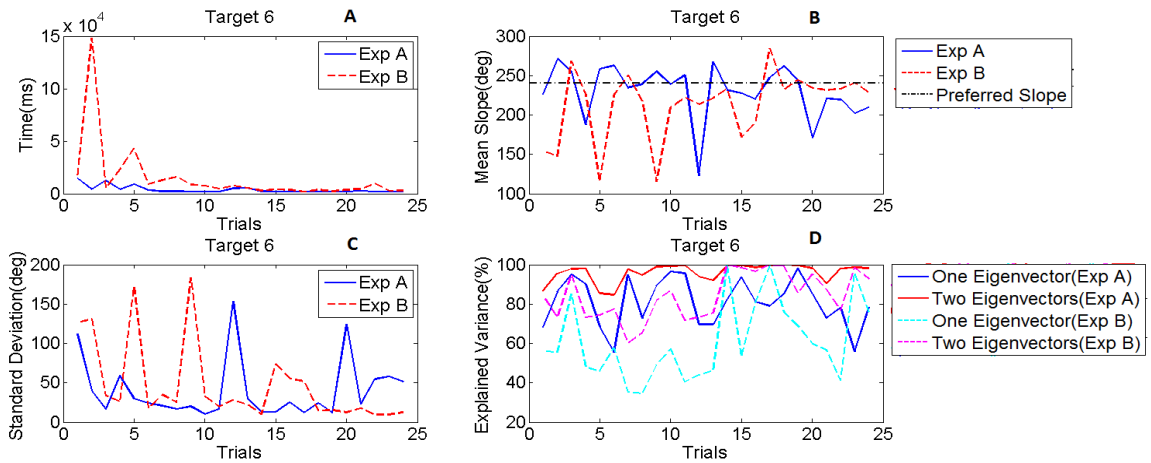 Target 6 A
x 10^4
15
10
5
0
Time(ms)
0 5 10 15 20 25
Trials
Exp A
Exp B
Target 6 B
300
250
200
150
100
Mean Slope(deg)
0 5 10 15 20 25
Trials
Exp A
Exp B
Preferred Slope
Target 6 C
200
150
100
50
0
Standard Deviation(deg)
0 5 10 15 20 25
Trials
Exp A
Exp B
Target 6 D
100
80
60
40
20
Explained Variance(%)
0 5 10 15 20 25
Trials
One Eigenvector(Exp A)
Two Eigenvectors(Exp A)
One Eigenvector(Exp B)
Two Eigenvectors(Exp B)